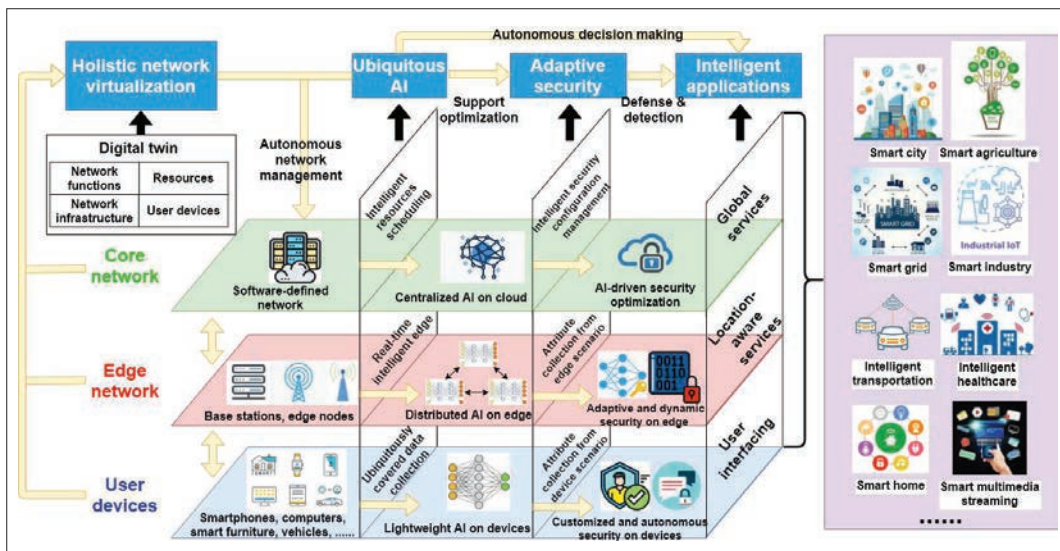 Autonomous decision making
Holistic network
virtualization
Ubiquitous
AI
Adaptive
security
Intelligent
applications
Support
optimization
Defense &
detection
Digital twin
Network
functions
Resources
Network
infrastructure
User devices
Autonomous
network
management
Intelligent
resources
scheduling
Intelligent security
configuration
management
Global
services
Core
network
Software-defined
network
Centralized AI on cloud
AI-driven security
optimization
Real-time
intelligent edge
Attribute
collection from
edge scenario
Location-
aware
services
Edge
network
Base stations, edge nodes
Distributed AI on edge
0011
0110
001
Adaptive and dynamic
security on edge
Ubiquitously
covered data
collection
Attribute
collection from
device scenario
User
interfacing
User
devices
Smartphones, computers,
smart furniture, vehicles, ......
Lightweight AI on devices
Customized and autonomous
security on devices
Smart city
Smart agriculture
SMART GRID
Smart grid
Industrial IoT
Smart Industry
Intelligent
transportation
Intelligent
healthcare
Smart home
Smart multimedia
streaming
......